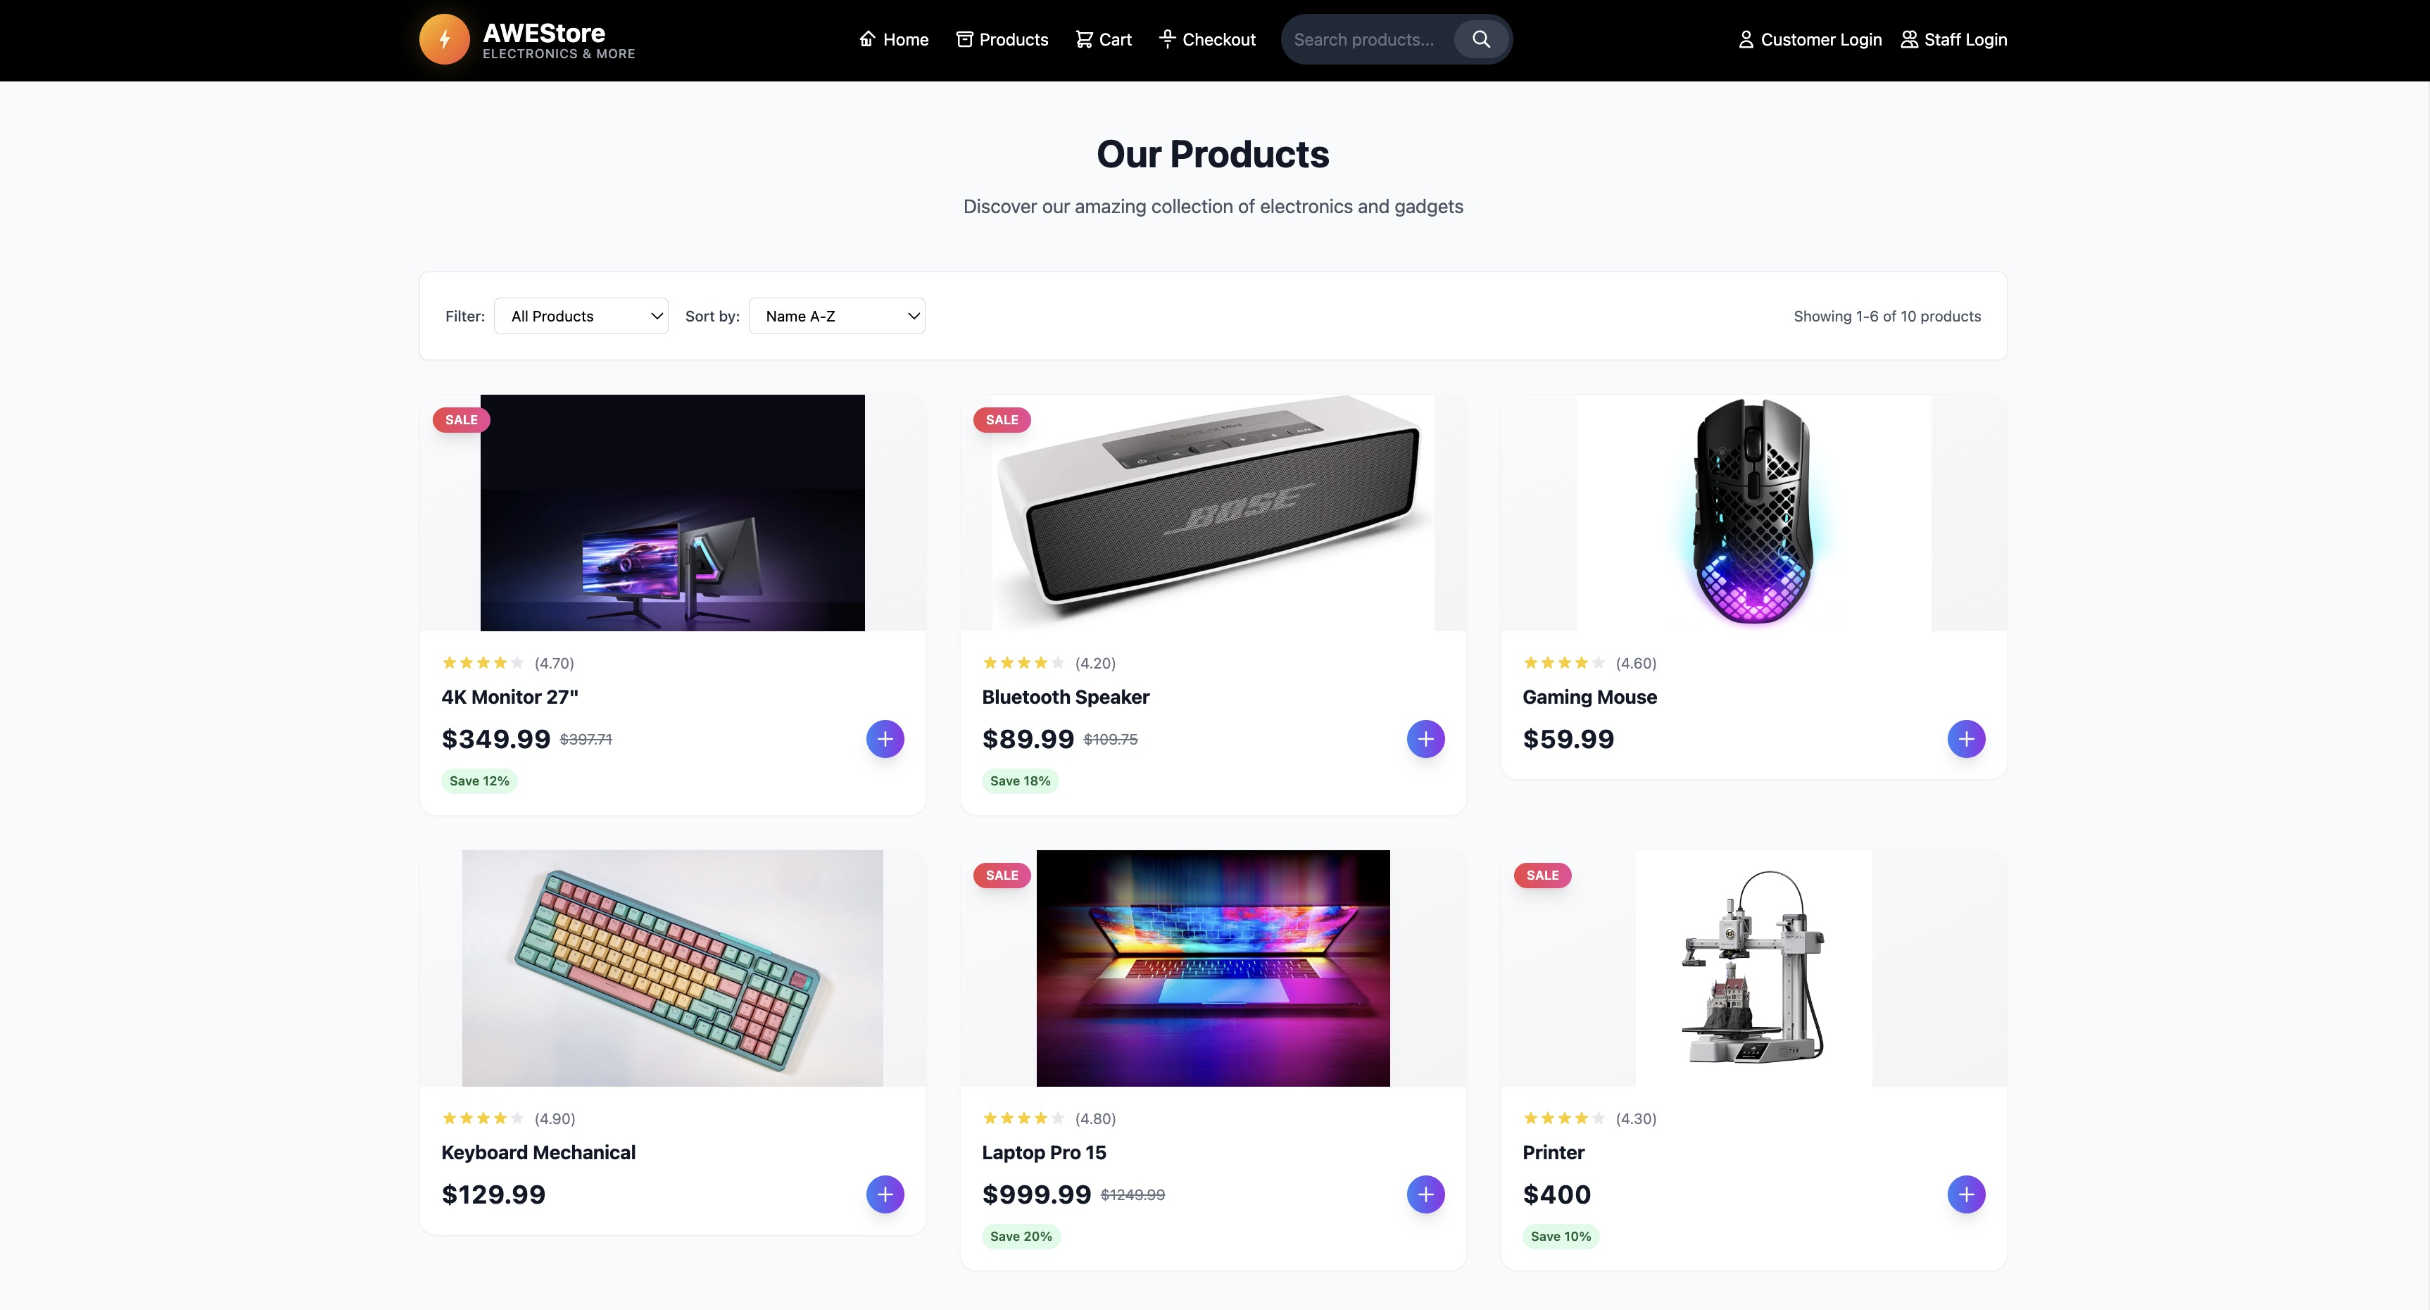 AWEStore
ELECTRONICS & MORE
Home
Products
Cart
Checkout
Search products...
Customer Login
Staff Login
Our Products
Discover our amazing collection of electronics and gadgets
Filter:
All Products
Sort by:
Name A-Z
Showing 1-6 of 10 products
SALE
(4.70)
4K Monitor 27"
$349.99 $397.71
Save 12%
SALE
BOSE
(4.20)
Bluetooth Speaker
$89.99 $109.75
Save 18%
(4.60)
Gaming Mouse
$59.99
(4.90)
Keyboard Mechanical
$129.99
SALE
(4.80)
Laptop Pro 15
$999.99 $1249.99
Save 20%
SALE
(4.30)
Printer
$400
Save 10%